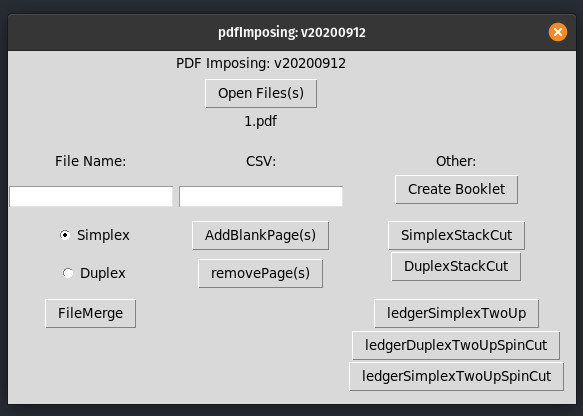 pdfImposing: v20200912
PDF Imposing: v20200912
Open Files(s)
1.pdf
File Name:
CSV:
Other:
Create Booklet
Simplex
AddBlankPage(s)
SimplexStackCut
Duplex
removePage(s)
DuplexStackCut
FileMerge
ledgerSimplexTwoUp
ledgerDuplexTwoUpSpinCut
ledgerSimplexTwoUpSpinCut